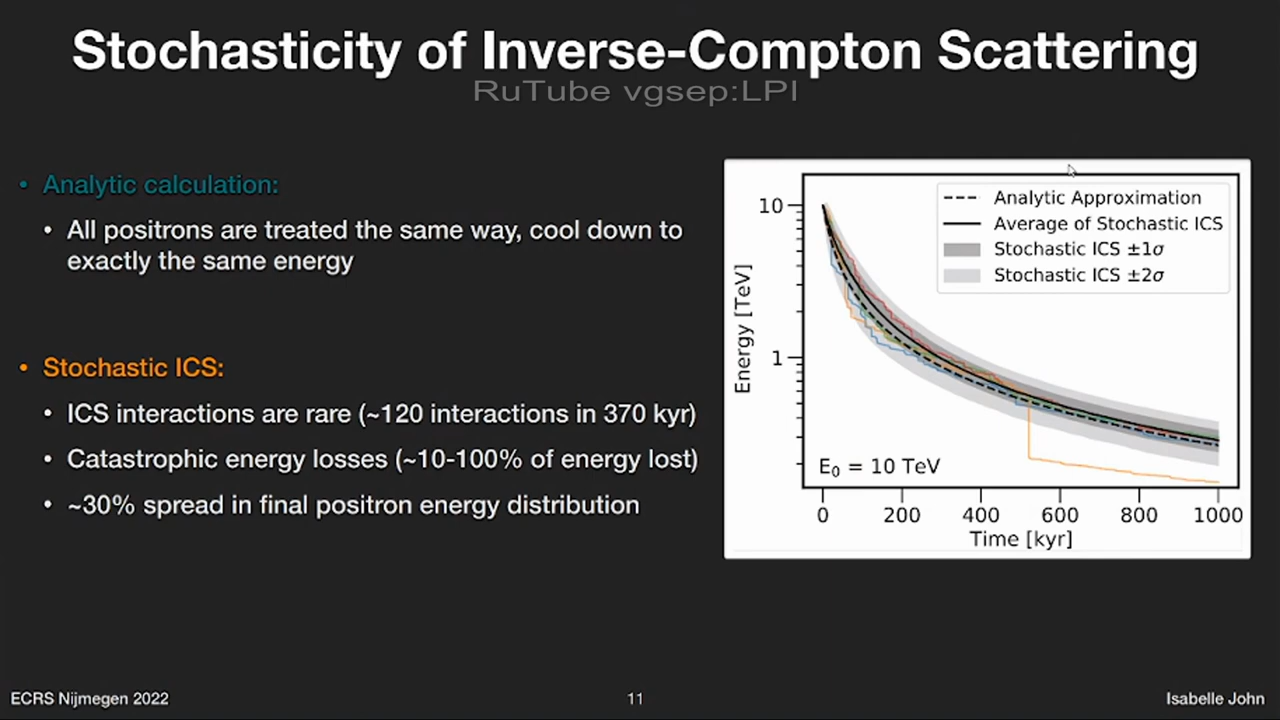 Stochasticity of Inverse-Compton Scattering
RuTube vgsep:LPI
• Analytic calculation:
• All positrons are treated the same way, cool down to
exactly the same energy
• Stochastic ICS:
• ICS interactions are rare (~120 interactions in 370 kyr)
• Catastrophic energy losses (~10-100% of energy lost)
• ~30% spread in final positron energy distribution
Analytic Approximation
Average of Stochastic ICS
Stochastic ICS ±1σ
Stochastic ICS ±2σ
10
1
Energy [TeV]
E₀ = 10 TeV
0 200 400 600 800 1000
Time [kyr]
ECRS Nijmegen 2022
11
Isabelle John